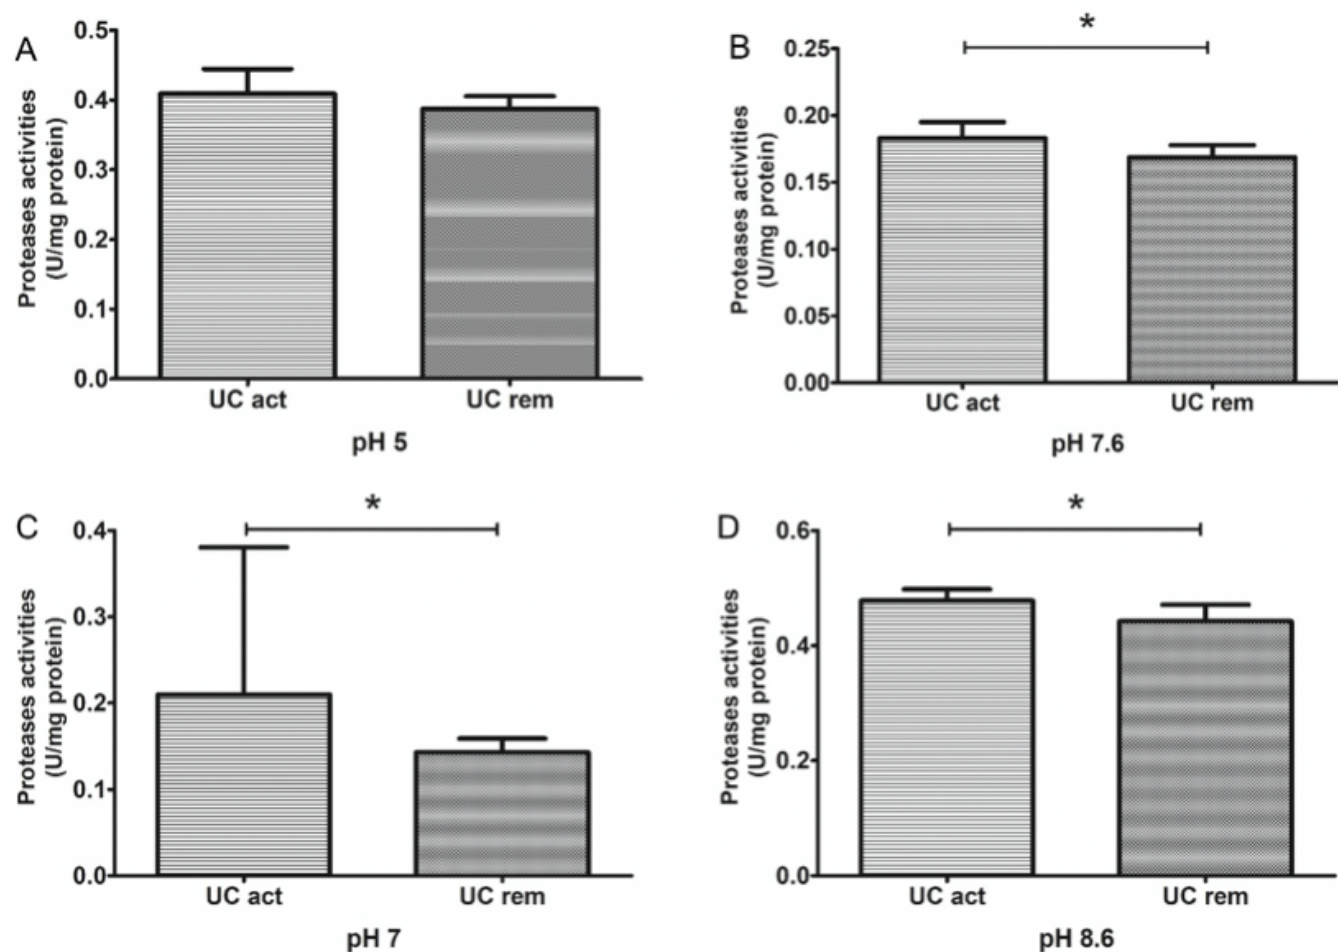 A
Proteases activities
(U/mg protein)
0.5
0.4
0.3
0.2
0.1
0.0
UC act UC rem
pH 5
B
*
Proteases activities
(U/mg protein)
0.25
0.20
0.15
0.10
0.05
0.00
UC act UC rem
pH 7.6
C
*
Proteases activities
(U/mg protein)
0.4
0.3
0.2
0.1
0.0
UC act UC rem
pH 7
D
*
Proteases activities
(U/mg protein)
0.6
0.4
0.2
0.0
UC act UC rem
pH 8.6